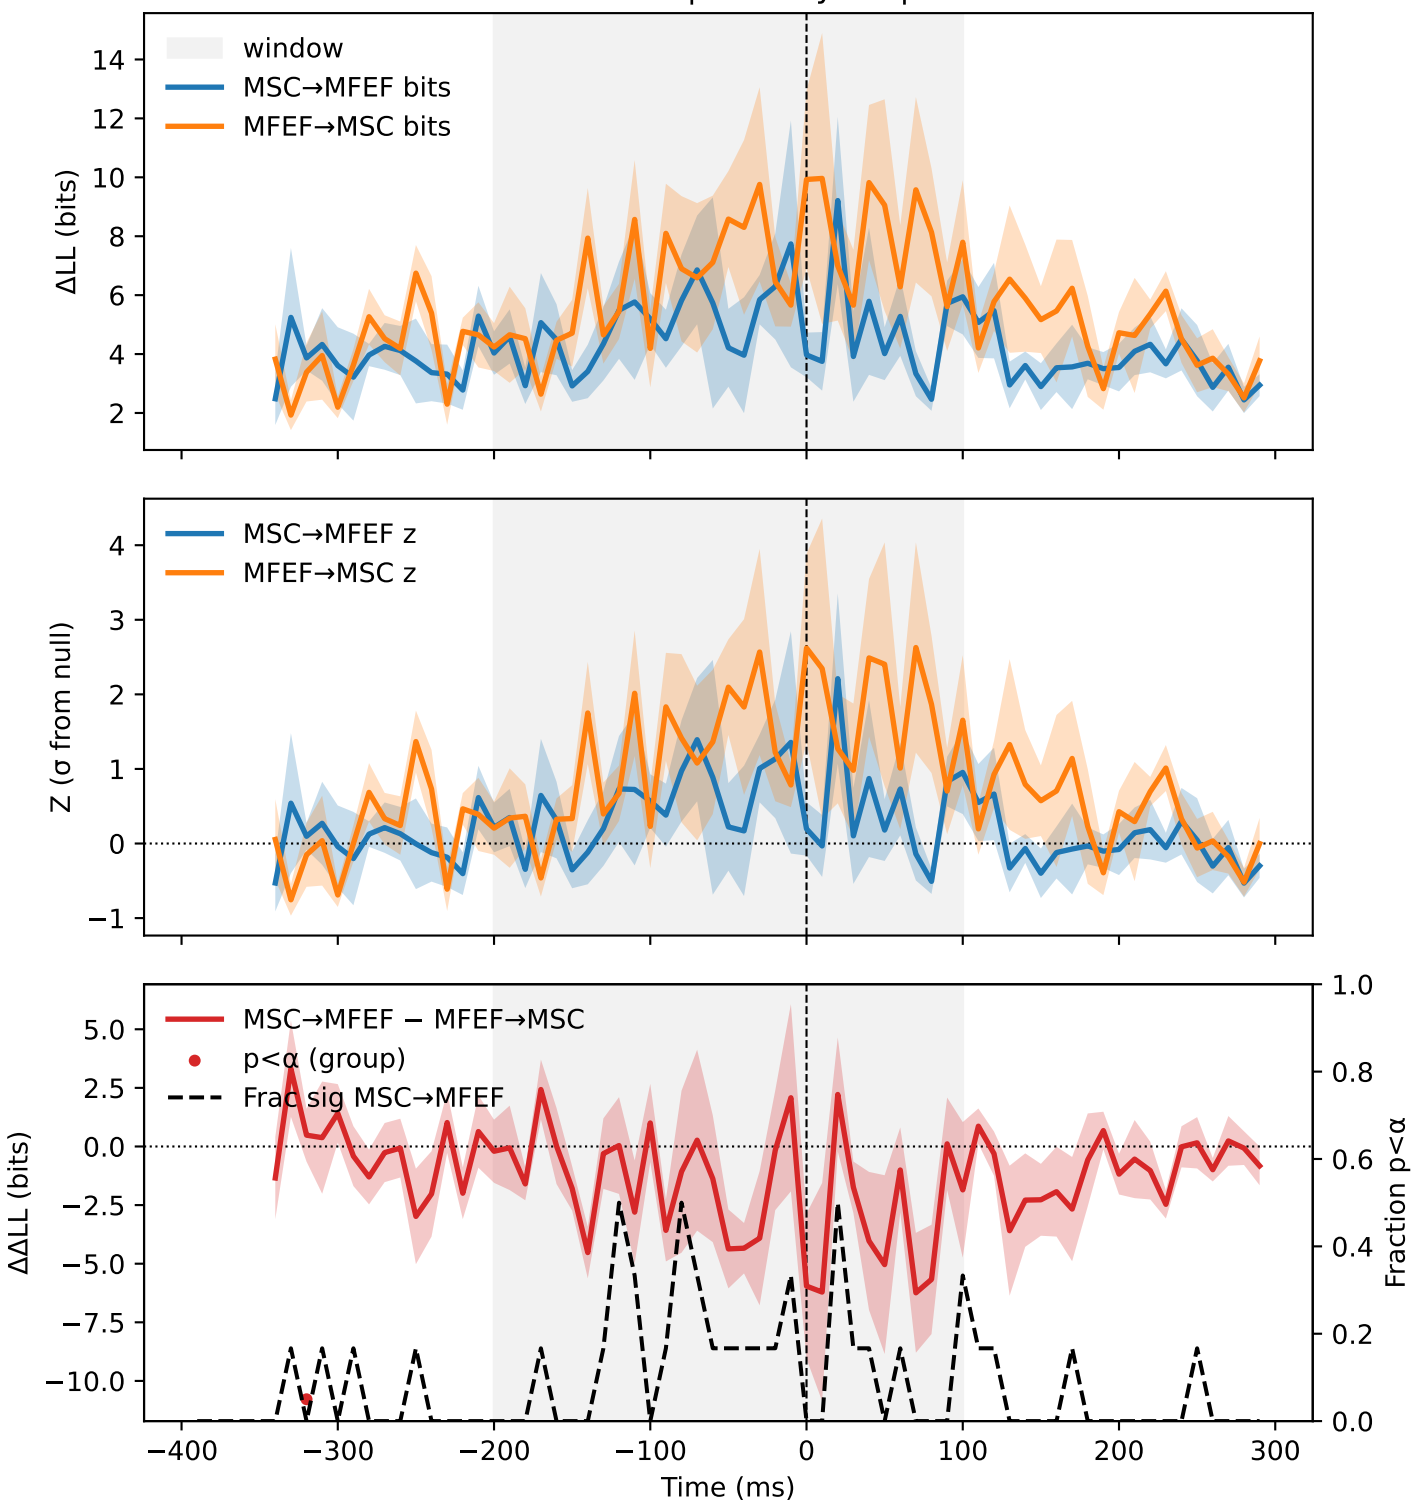 window
MSC→MFEF bits
MFEF→MSC bits
14
12
10
8
6
4
2
ΔLL (bits)
MSC→MFEF z
MFEF→MSC z
4
3
2
1
0
−1
Z (σ from null)
MSC→MFEF − MFEF→MSC
p<α (group)
Frac sig MSC→MFEF
5.0
2.5
0.0
−2.5
−5.0
−7.5
−10.0
ΔΔLL (bits)
1.0
0.8
0.6
0.4
0.2
0.0
Fraction p<α
−400
−300
−200
−100
0
100
200
300
Time (ms)